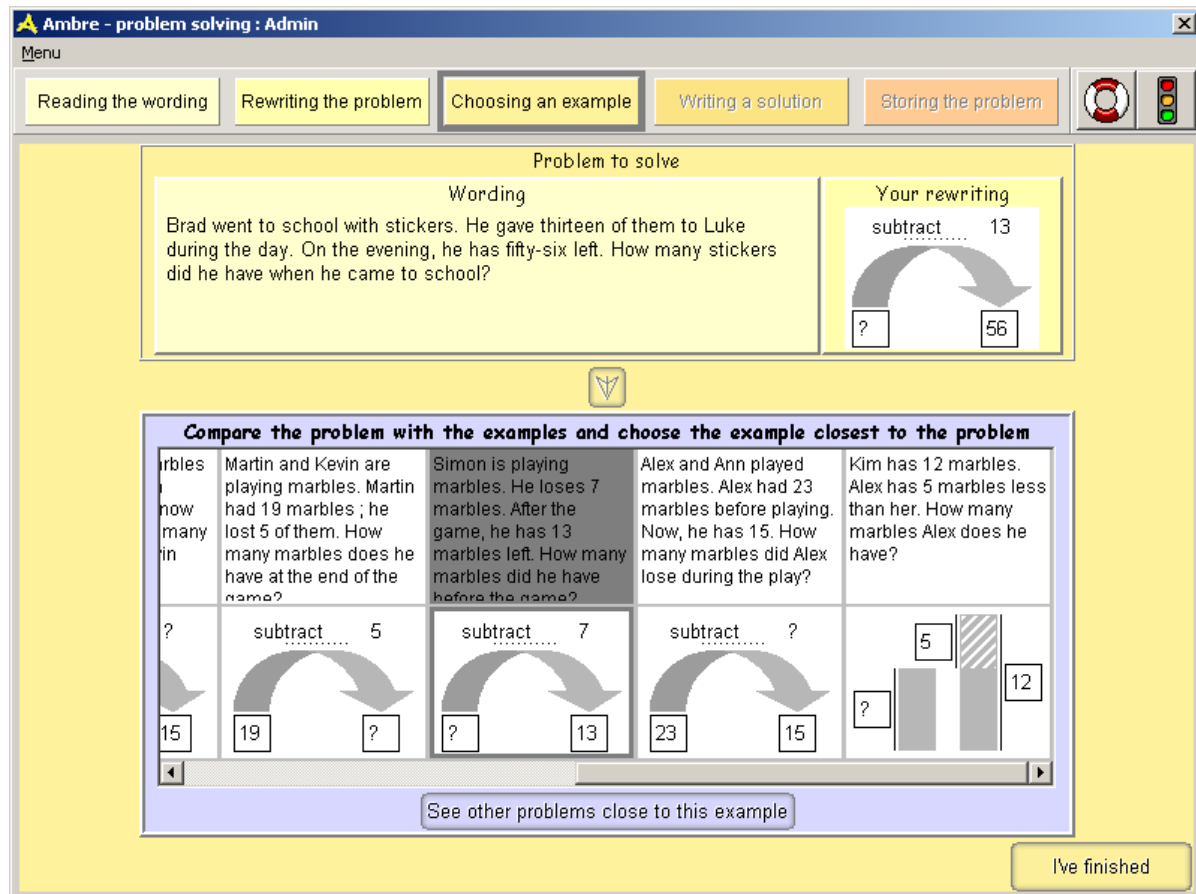 Ambre - problem solving : Admin
Menu
Reading the wording
Rewriting the problem
Choosing an example
Writing a solution
Storing the problem
Problem to solve
Wording
Brad went to school with stickers. He gave thirteen of them to Luke
during the day. On the evening, he has fifty-six left. How many stickers
did he have when he came to school?
Your rewriting
subtract 13
?
56
Compare the problem with the examples and choose the example closest to the problem
now
many
Martin and Kevin are
playing marbles. Martin
had 19 marbles ; he
lost 5 of them. How
many marbles does he
have at the end of the
game?
Simon is playing
marbles. He loses 7
marbles. After the
game, he has 13
marbles left. How many
marbles did he have
before the game?
Alex and Ann played
marbles. Alex had 23
marbles before playing.
Now, he has 15. How
many marbles did Alex
lose during the play?
Kim has 12 marbles.
Alex has 5 marbles less
than her. How many
marbles Alex does he
have?
?
15
subtract 5
19
?
subtract 7
?
13
subtract ?
23
15
5
12
?
See other problems close to this example
I've finished